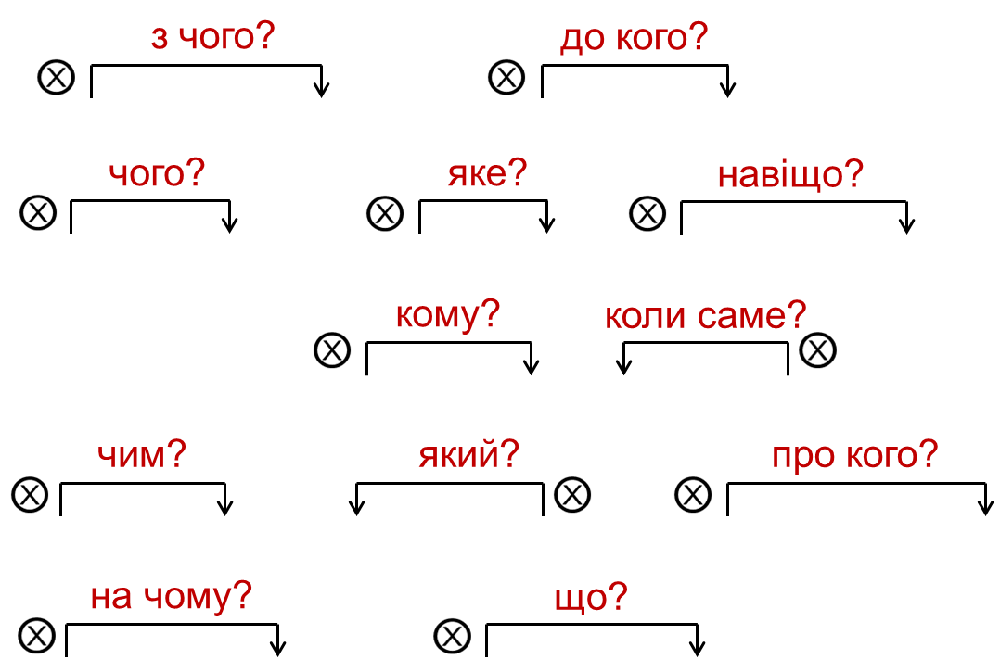 з чого? до кого?
чого? яке? навіщо?
кому? коли саме?
чим? який? про кого?
на чому? що?